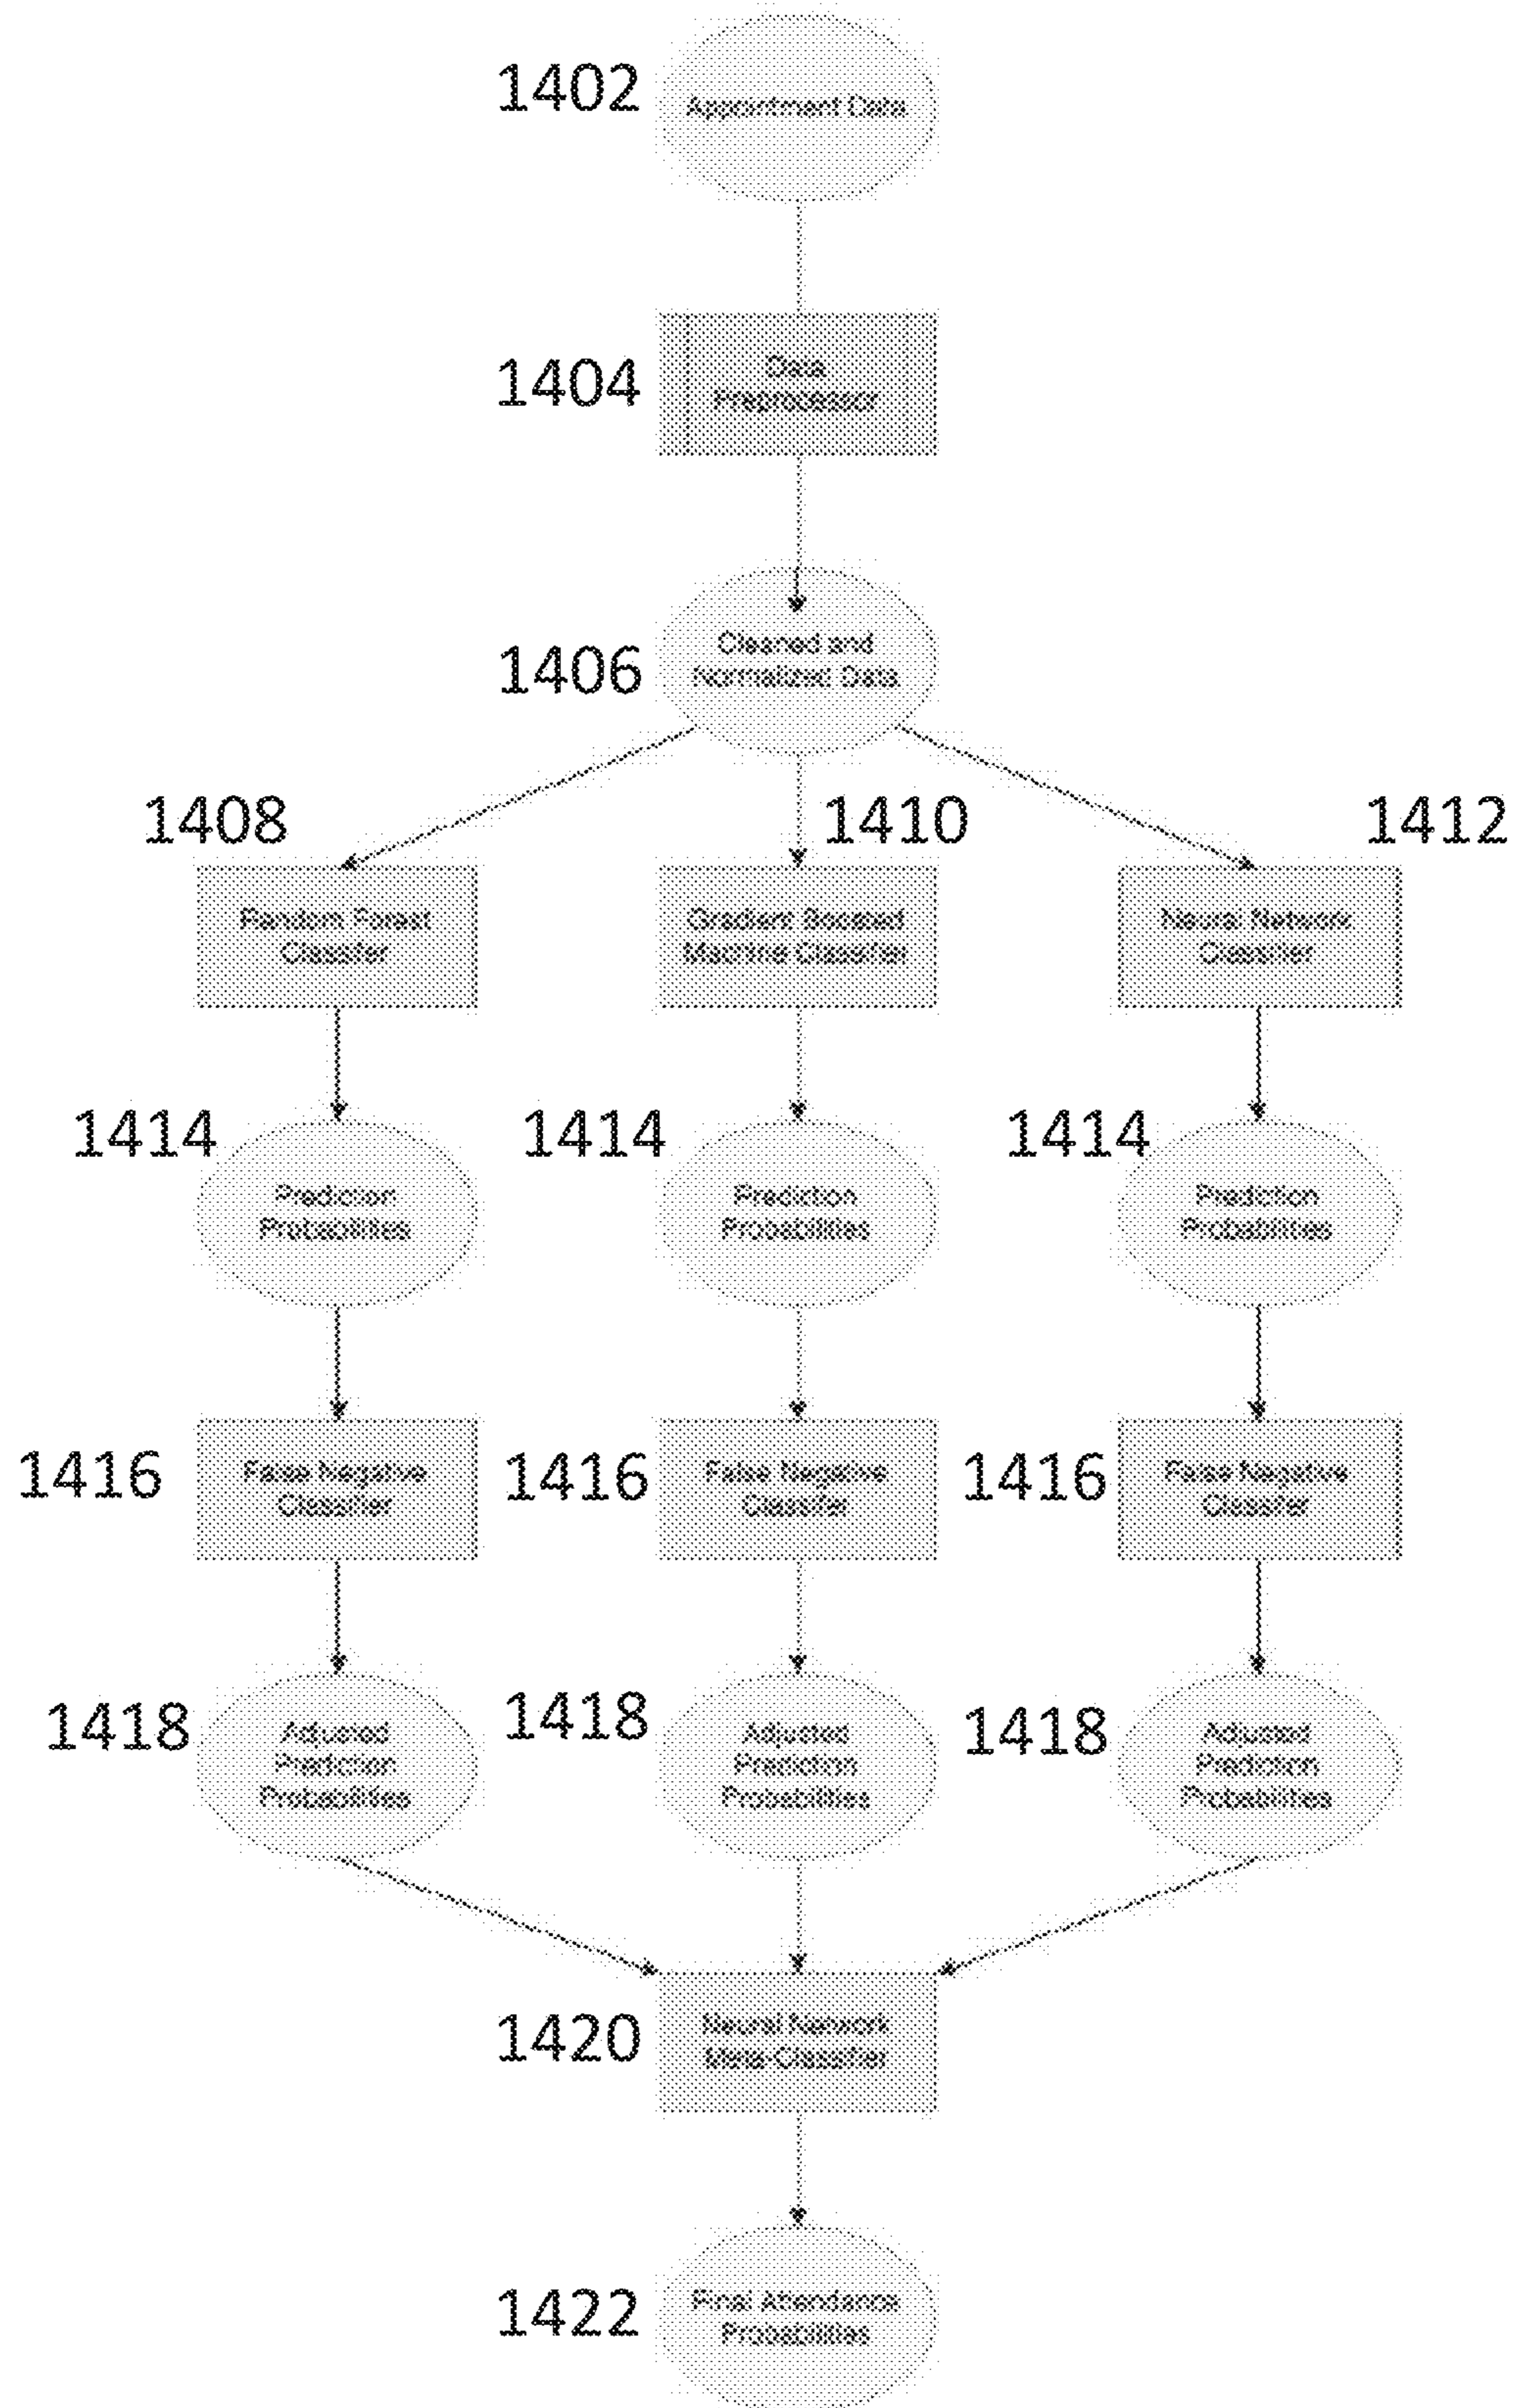 1402
Appointment Data
1404
Data
Preprocessor
1406
Cleaned and
Normalized Data
1408
1410
1412
Random Forest
Classifier
Gradient Boosted
Machine Classifier
Neural Network
Classifier
1414
1414
1414
Prediction
Probabilities
Prediction
Probabilities
Prediction
Probabilities
1416
False Negative
Classifier
1416
False Negative
Classifier
1416
False Negative
Classifier
1418
Adjusted
Prediction
Probabilities
1418
Adjusted
Prediction
Probabilities
1418
Adjusted
Prediction
Probabilities
1420
Neural Network
Meta-Classifier
1422
Final Attendance
Probabilities